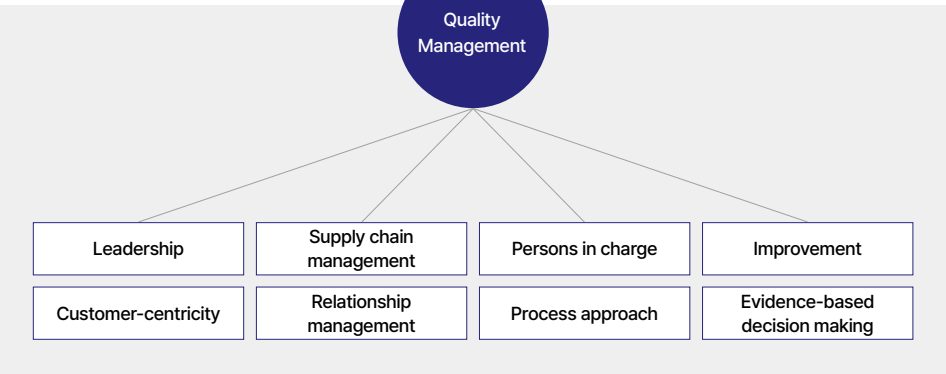 Quality
Management
Leadership
Supply chain
management
Persons in charge
Improvement
Customer-centricity
Relationship
management
Process approach
Evidence-based
decision making